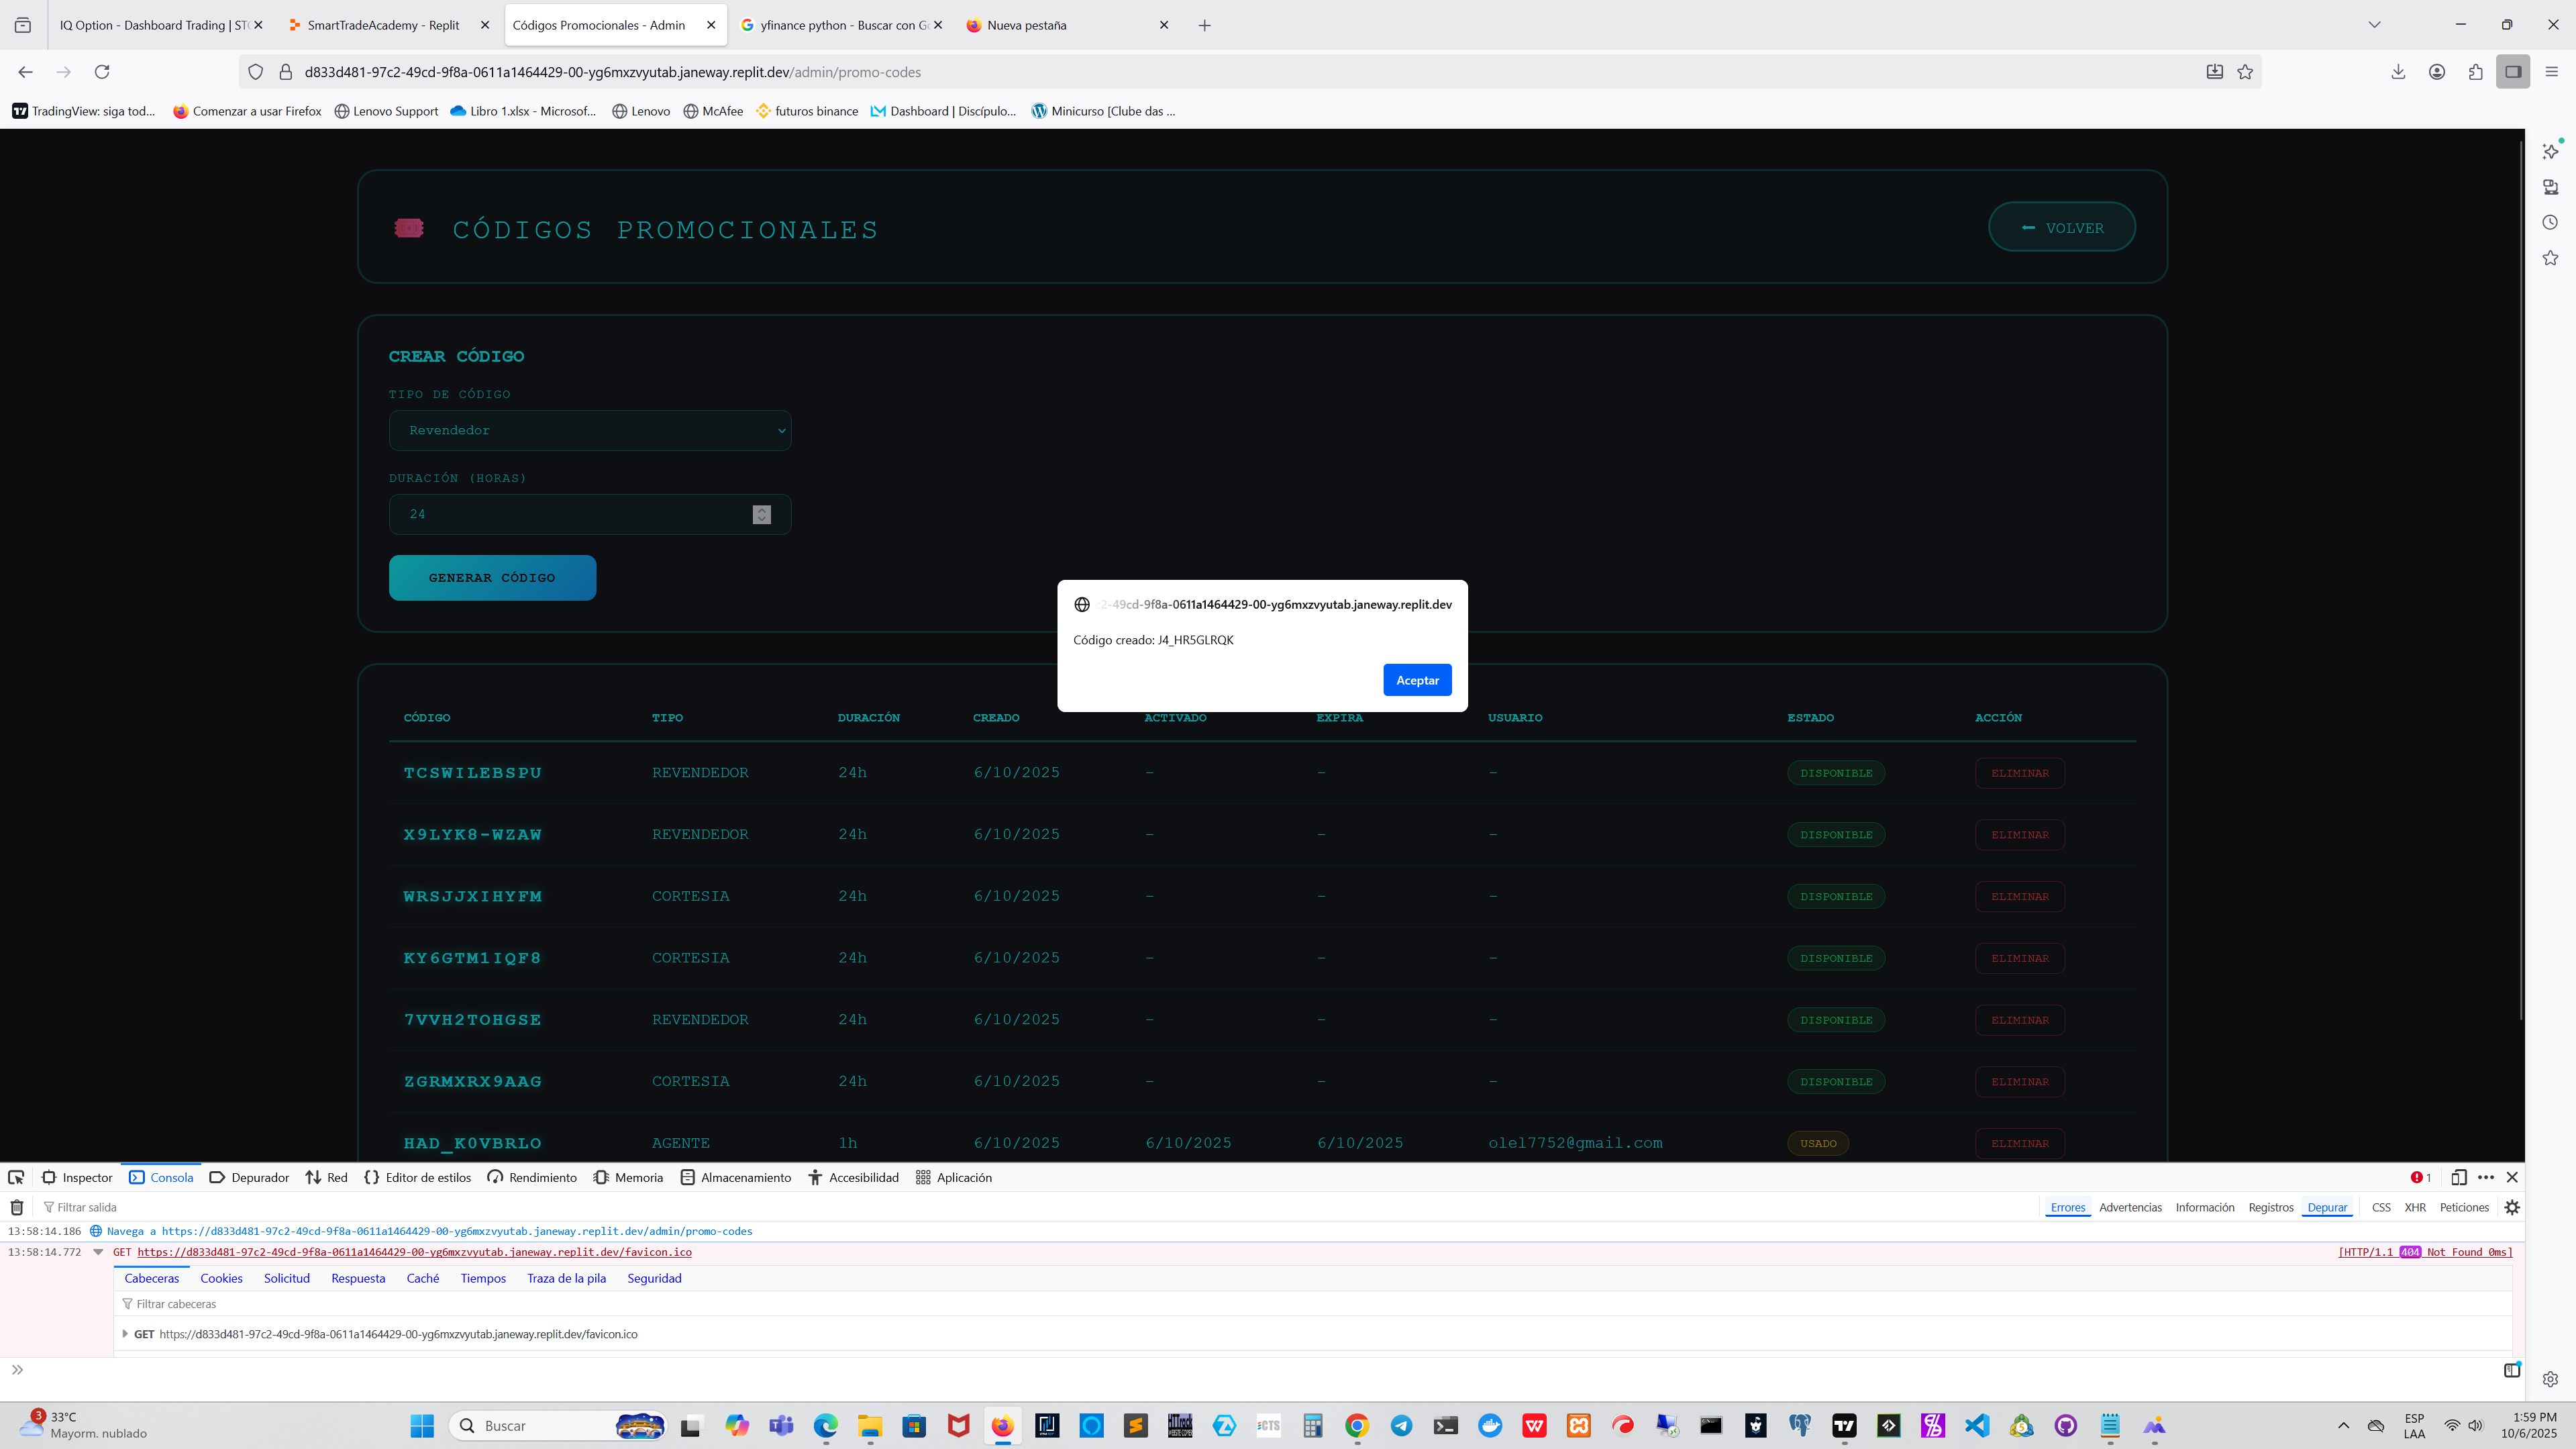 IQ Option - Dashboard Trading | STO
SmartTradeAcademy - Replit
Códigos Promocionales - Admin
yfinance python - Buscar con Go
Nueva pestaña
d833d481-97c2-49cd-9f8a-0611a1464429-00-yg6mxzvyutab.janeway.replit.dev/admin/promo-codes
TradingView: siga tod...
Comenzar a usar Firefox
Lenovo Support
Libro 1.xlsx - Microsof...
Lenovo
McAfee
futuros binance
Dashboard | Discípulo...
Minicurso [Clube das ...
CÓDIGOS PROMOCIONALES
VOLVER
CREAR CÓDIGO
TIPO DE CÓDIGO
Revendedor
DURACIÓN (HORAS)
24
GENERAR CÓDIGO
2-49cd-9f8a-0611a1464429-00-yg6mxzvyutab.janeway.replit.dev
Código creado: J4_HR5GLRQK
Aceptar
CÓDIGO TIPO DURACIÓN CREADO ACTIVADO EXPIRA USUARIO ESTADO ACCIÓN
TCSWILEBSPU REVENDEDOR 24h 6/10/2025 - - - DISPONIBLE ELIMINAR
X9LYK8-WZAW REVENDEDOR 24h 6/10/2025 - - - DISPONIBLE ELIMINAR
WRSJJXIHYFM CORTESIA 24h 6/10/2025 - - - DISPONIBLE ELIMINAR
KY6GTM1IQF8 CORTESIA 24h 6/10/2025 - - - DISPONIBLE ELIMINAR
7VVH2TOHGSE REVENDEDOR 24h 6/10/2025 - - - DISPONIBLE ELIMINAR
ZGRMXRX9AAG CORTESIA 24h 6/10/2025 - - - DISPONIBLE ELIMINAR
HAD_K0VBRLO AGENTE 1h 6/10/2025 6/10/2025 6/10/2025 olel7752@gmail.com USADO ELIMINAR
Inspector Consola Depurador Red Editor de estilos Rendimiento Memoria Almacenamiento Accesibilidad Aplicación 1
Filtrar salida Errores Advertencias Información Registros Depurar CSS XHR Peticiones
13:58:14.186 Navega a https://d833d481-97c2-49cd-9f8a-0611a1464429-00-yg6mxzvyutab.janeway.replit.dev/admin/promo-codes
13:58:14.772 GET https://d833d481-97c2-49cd-9f8a-0611a1464429-00-yg6mxzvyutab.janeway.replit.dev/favicon.ico [HTTP/1.1 404 Not Found 0ms]
Cabeceras Cookies Solicitud Respuesta Caché Tiempos Traza de la pila Seguridad
Filtrar cabeceras
GET https://d833d481-97c2-49cd-9f8a-0611a1464429-00-yg6mxzvyutab.janeway.replit.dev/favicon.ico
3
33°C
Mayorm. nublado
Buscar
ESP
LAA
1:59 PM
10/6/2025